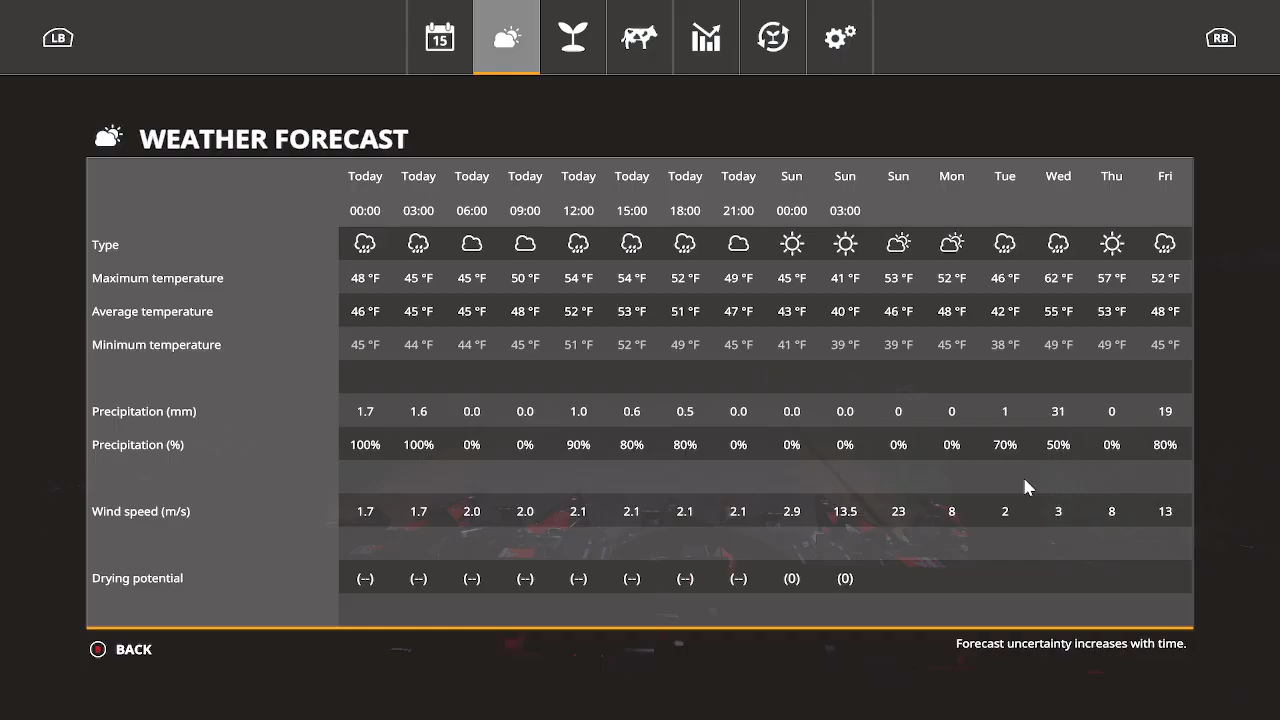 LB
15
RB
WEATHER FORECAST
Today Today Today Today Today Today Today Today Sun Sun Sun Mon Tue Wed Thu Fri
00:00 03:00 06:00 09:00 12:00 15:00 18:00 21:00 00:00 03:00
Type
Maximum temperature 48 °F 45 °F 45 °F 50 °F 54 °F 54 °F 52 °F 49 °F 45 °F 41 °F 53 °F 52 °F 46 °F 62 °F 57 °F 52 °F
Average temperature 46 °F 45 °F 45 °F 48 °F 52 °F 53 °F 51 °F 47 °F 43 °F 40 °F 46 °F 48 °F 42 °F 55 °F 53 °F 48 °F
Minimum temperature 45 °F 44 °F 44 °F 45 °F 51 °F 52 °F 49 °F 45 °F 41 °F 39 °F 39 °F 45 °F 38 °F 49 °F 49 °F 45 °F
Precipitation (mm) 1.7 1.6 0.0 0.0 1.0 0.6 0.5 0.0 0.0 0.0 0 0 1 31 0 19
Precipitation (%) 100% 100% 0% 0% 90% 80% 80% 0% 0% 0% 0% 0% 70% 50% 0% 80%
Wind speed (m/s) 1.7 1.7 2.0 2.0 2.1 2.1 2.1 2.1 2.9 13.5 23 8 2 3 8 13
Drying potential (--) (--) (--) (--) (--) (--) (--) (--) (0) (0)
BACK
Forecast uncertainty increases with time.